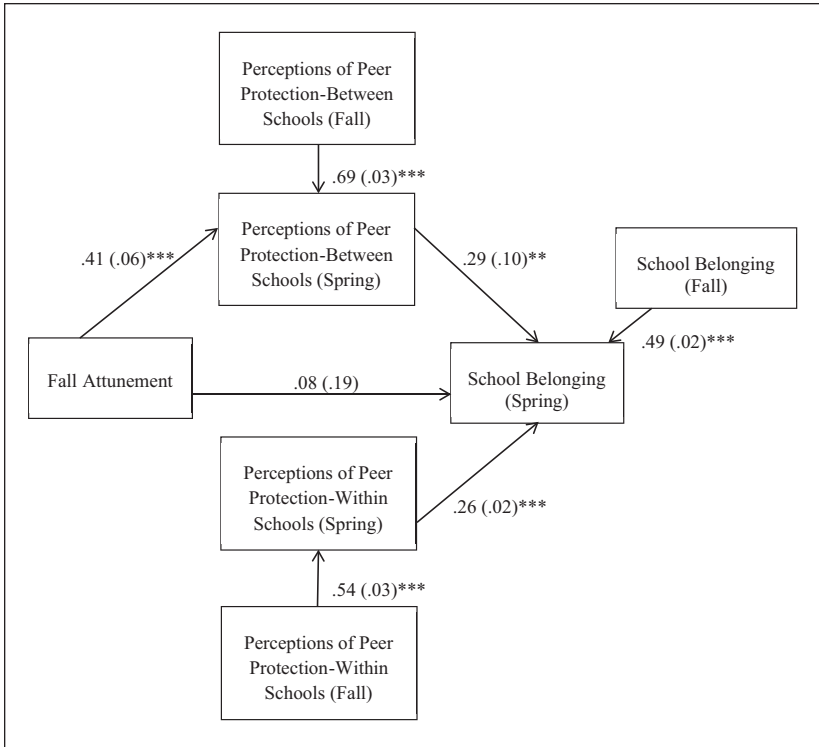 Perceptions of Peer
Protection-Between
Schools (Fall)
.69 (.03)***
Perceptions of Peer
Protection-Between
Schools (Spring)
.41 (.06)***
.29 (.10)**
School Belonging
(Fall)
.49 (.02)***
Fall Attunement
.08 (.19)
School Belonging
(Spring)
Perceptions of Peer
Protection-Within
Schools (Spring)
.26 (.02)***
.54 (.03)***
Perceptions of Peer
Protection-Within
Schools (Fall)